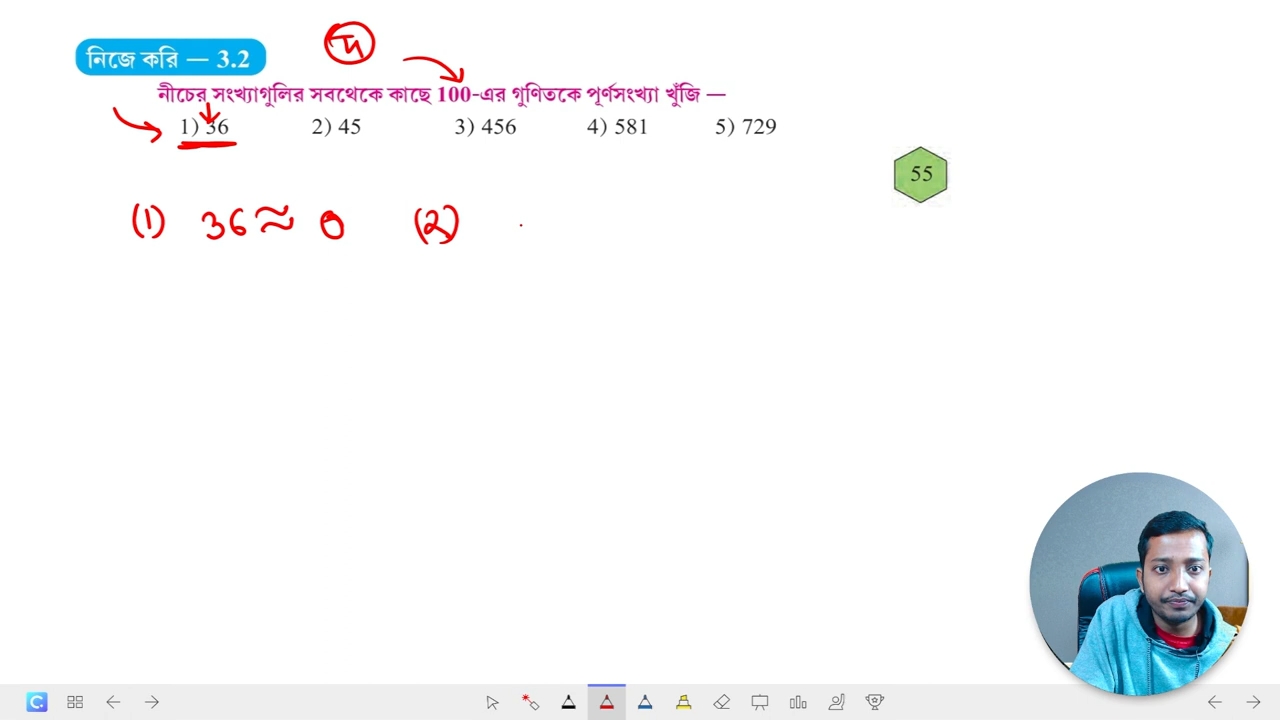 নিজে করি — 3.2
নীচের সংখ্যাগুলির সবথেকে কাছে 100-এর গুণিতকে পূর্ণসংখ্যা খুঁজি —
1) 36 2) 45 3) 456 4) 581 5) 729
55
(1) 36 ≈ 0 (2)